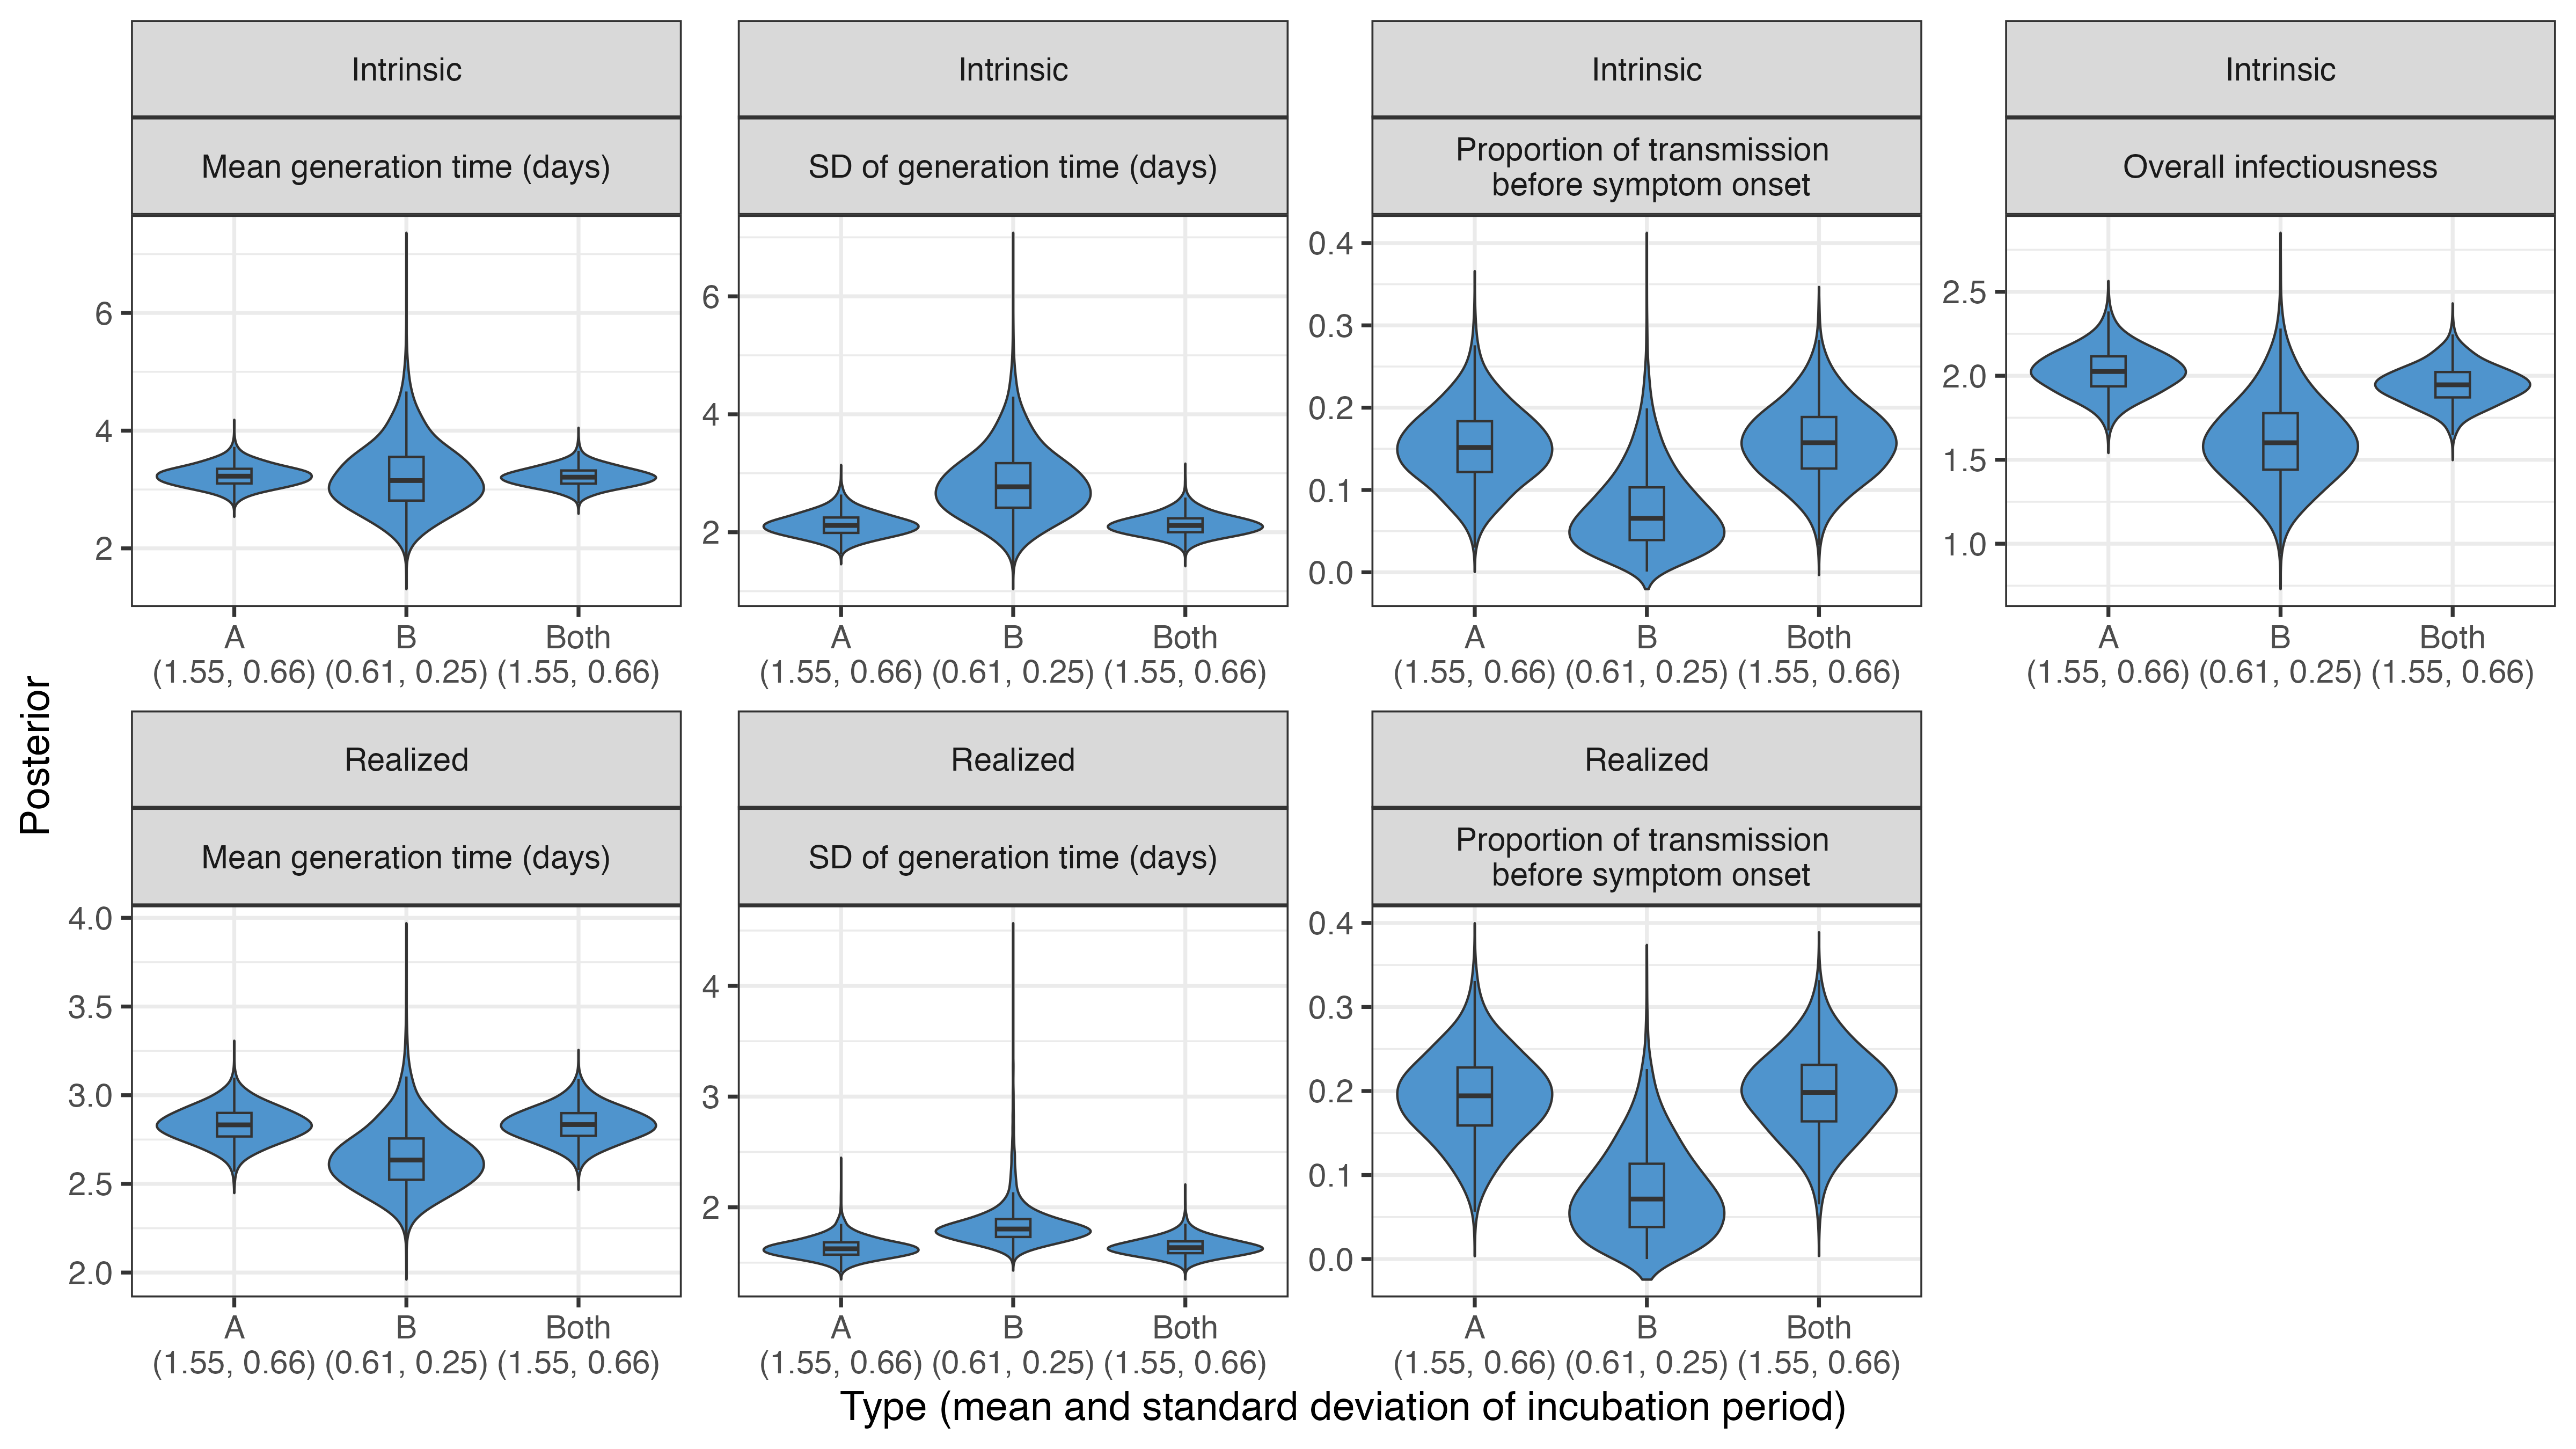 Intrinsic
Mean generation time (days)
6
4
2
A
(1.55, 0.66)
B
(0.61, 0.25)
Both
(1.55, 0.66)
Intrinsic
SD of generation time (days)
6
4
2
A
(1.55, 0.66)
B
(0.61, 0.25)
Both
(1.55, 0.66)
Intrinsic
Proportion of transmission
before symptom onset
0.4
0.3
0.2
0.1
0.0
A
(1.55, 0.66)
B
(0.61, 0.25)
Both
(1.55, 0.66)
Intrinsic
Overall infectiousness
2.5
2.0
1.5
1.0
A
(1.55, 0.66)
B
(0.61, 0.25)
Both
(1.55, 0.66)
Posterior
Realized
Mean generation time (days)
4.0
3.5
3.0
2.5
2.0
A
(1.55, 0.66)
B
(0.61, 0.25)
Both
(1.55, 0.66)
Realized
SD of generation time (days)
4
3
2
A
(1.55, 0.66)
B
(0.61, 0.25)
Both
(1.55, 0.66)
Realized
Proportion of transmission
before symptom onset
0.4
0.3
0.2
0.1
0.0
A
(1.55, 0.66)
B
(0.61, 0.25)
Both
(1.55, 0.66)
Type (mean and standard deviation of incubation period)